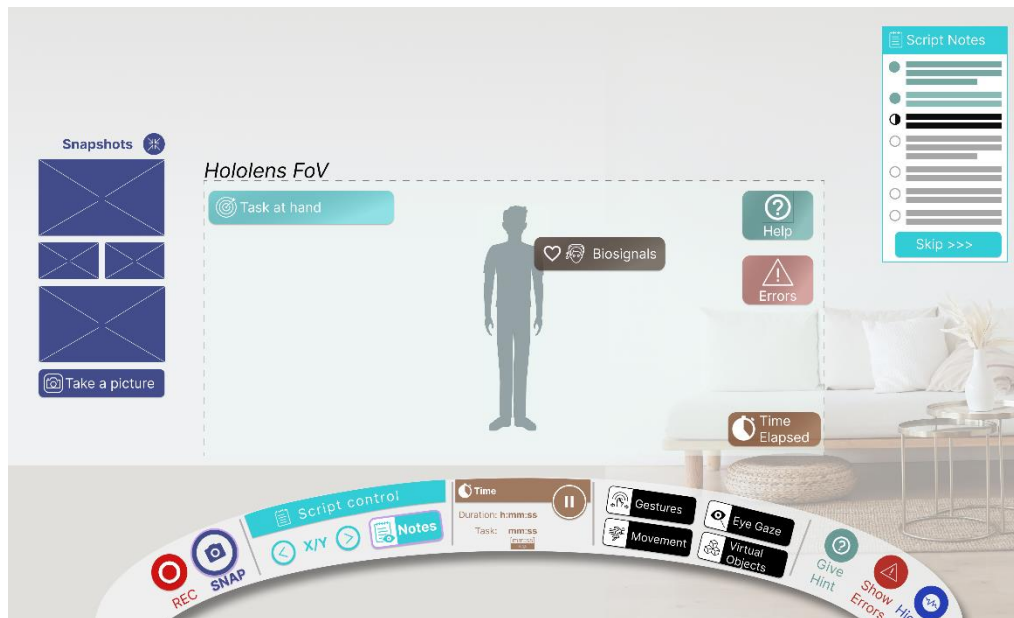 Script Notes
Snapshots
Hololens FoV
Task at hand
Help
Biosignals
Skip >>>
Errors
Take a picture
Time
Elapsed
Script control
Time
Duration: h:mm:ss
Task: mm:ss
[mm:ss]
X/Y
Notes
Gestures
Eye Gaze
Movement
Virtual
Objects
REC
SNAP
Give
Hint
Show
Errors